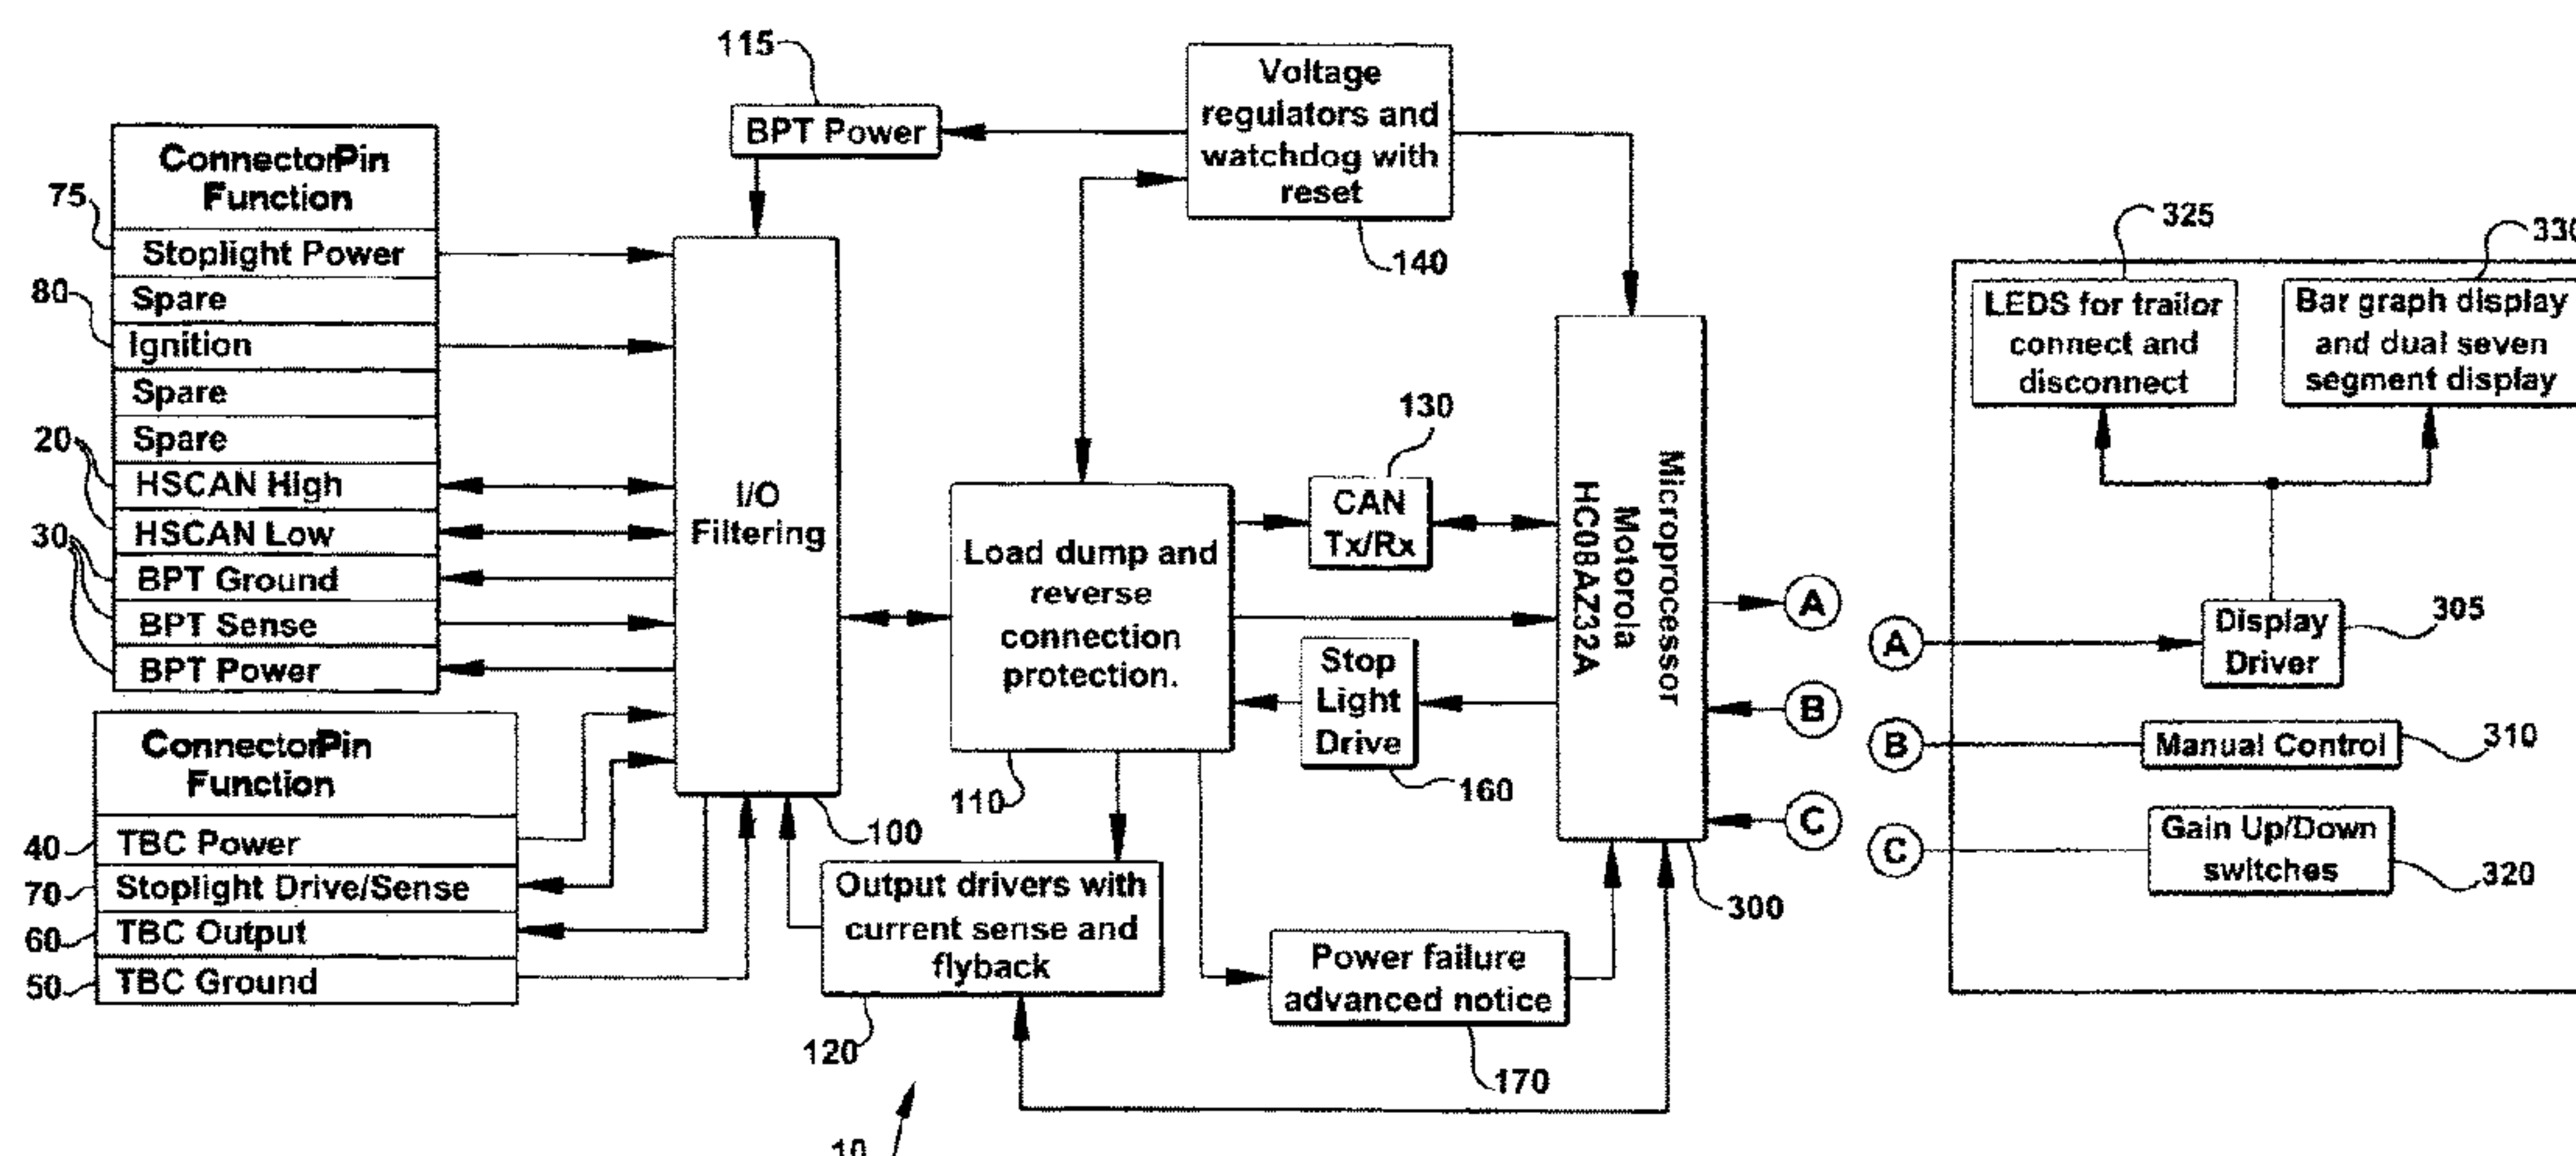 115
BPT Power
Voltage
regulators and
watchdog with
reset
140
ConnectorPin
Function
75
Stoplight Power
80
Spare
Ignition
Spare
Spare
20
HSCAN High
HSCAN Low
30
BPT Ground
BPT Sense
BPT Power
ConnectorPin
Function
40
TBC Power
70
Stoplight Drive/Sense
60
TBC Output
50
TBC Ground
I/O
Filtering
100
Load dump and
reverse
connection
protection.
110
130
CAN
Tx/Rx
Stop
Light
Drive
160
Output drivers with
current sense and
flyback
120
Power failure
advanced notice
170
Microprocessor
Motorola
HC08AZ32A
300
A
B
C
325
LEDS for trailor
connect and
disconnect
330
Bar graph display
and dual seven
segment display
A
Display
Driver
305
B
Manual Control
310
C
Gain Up/Down
switches
320
10